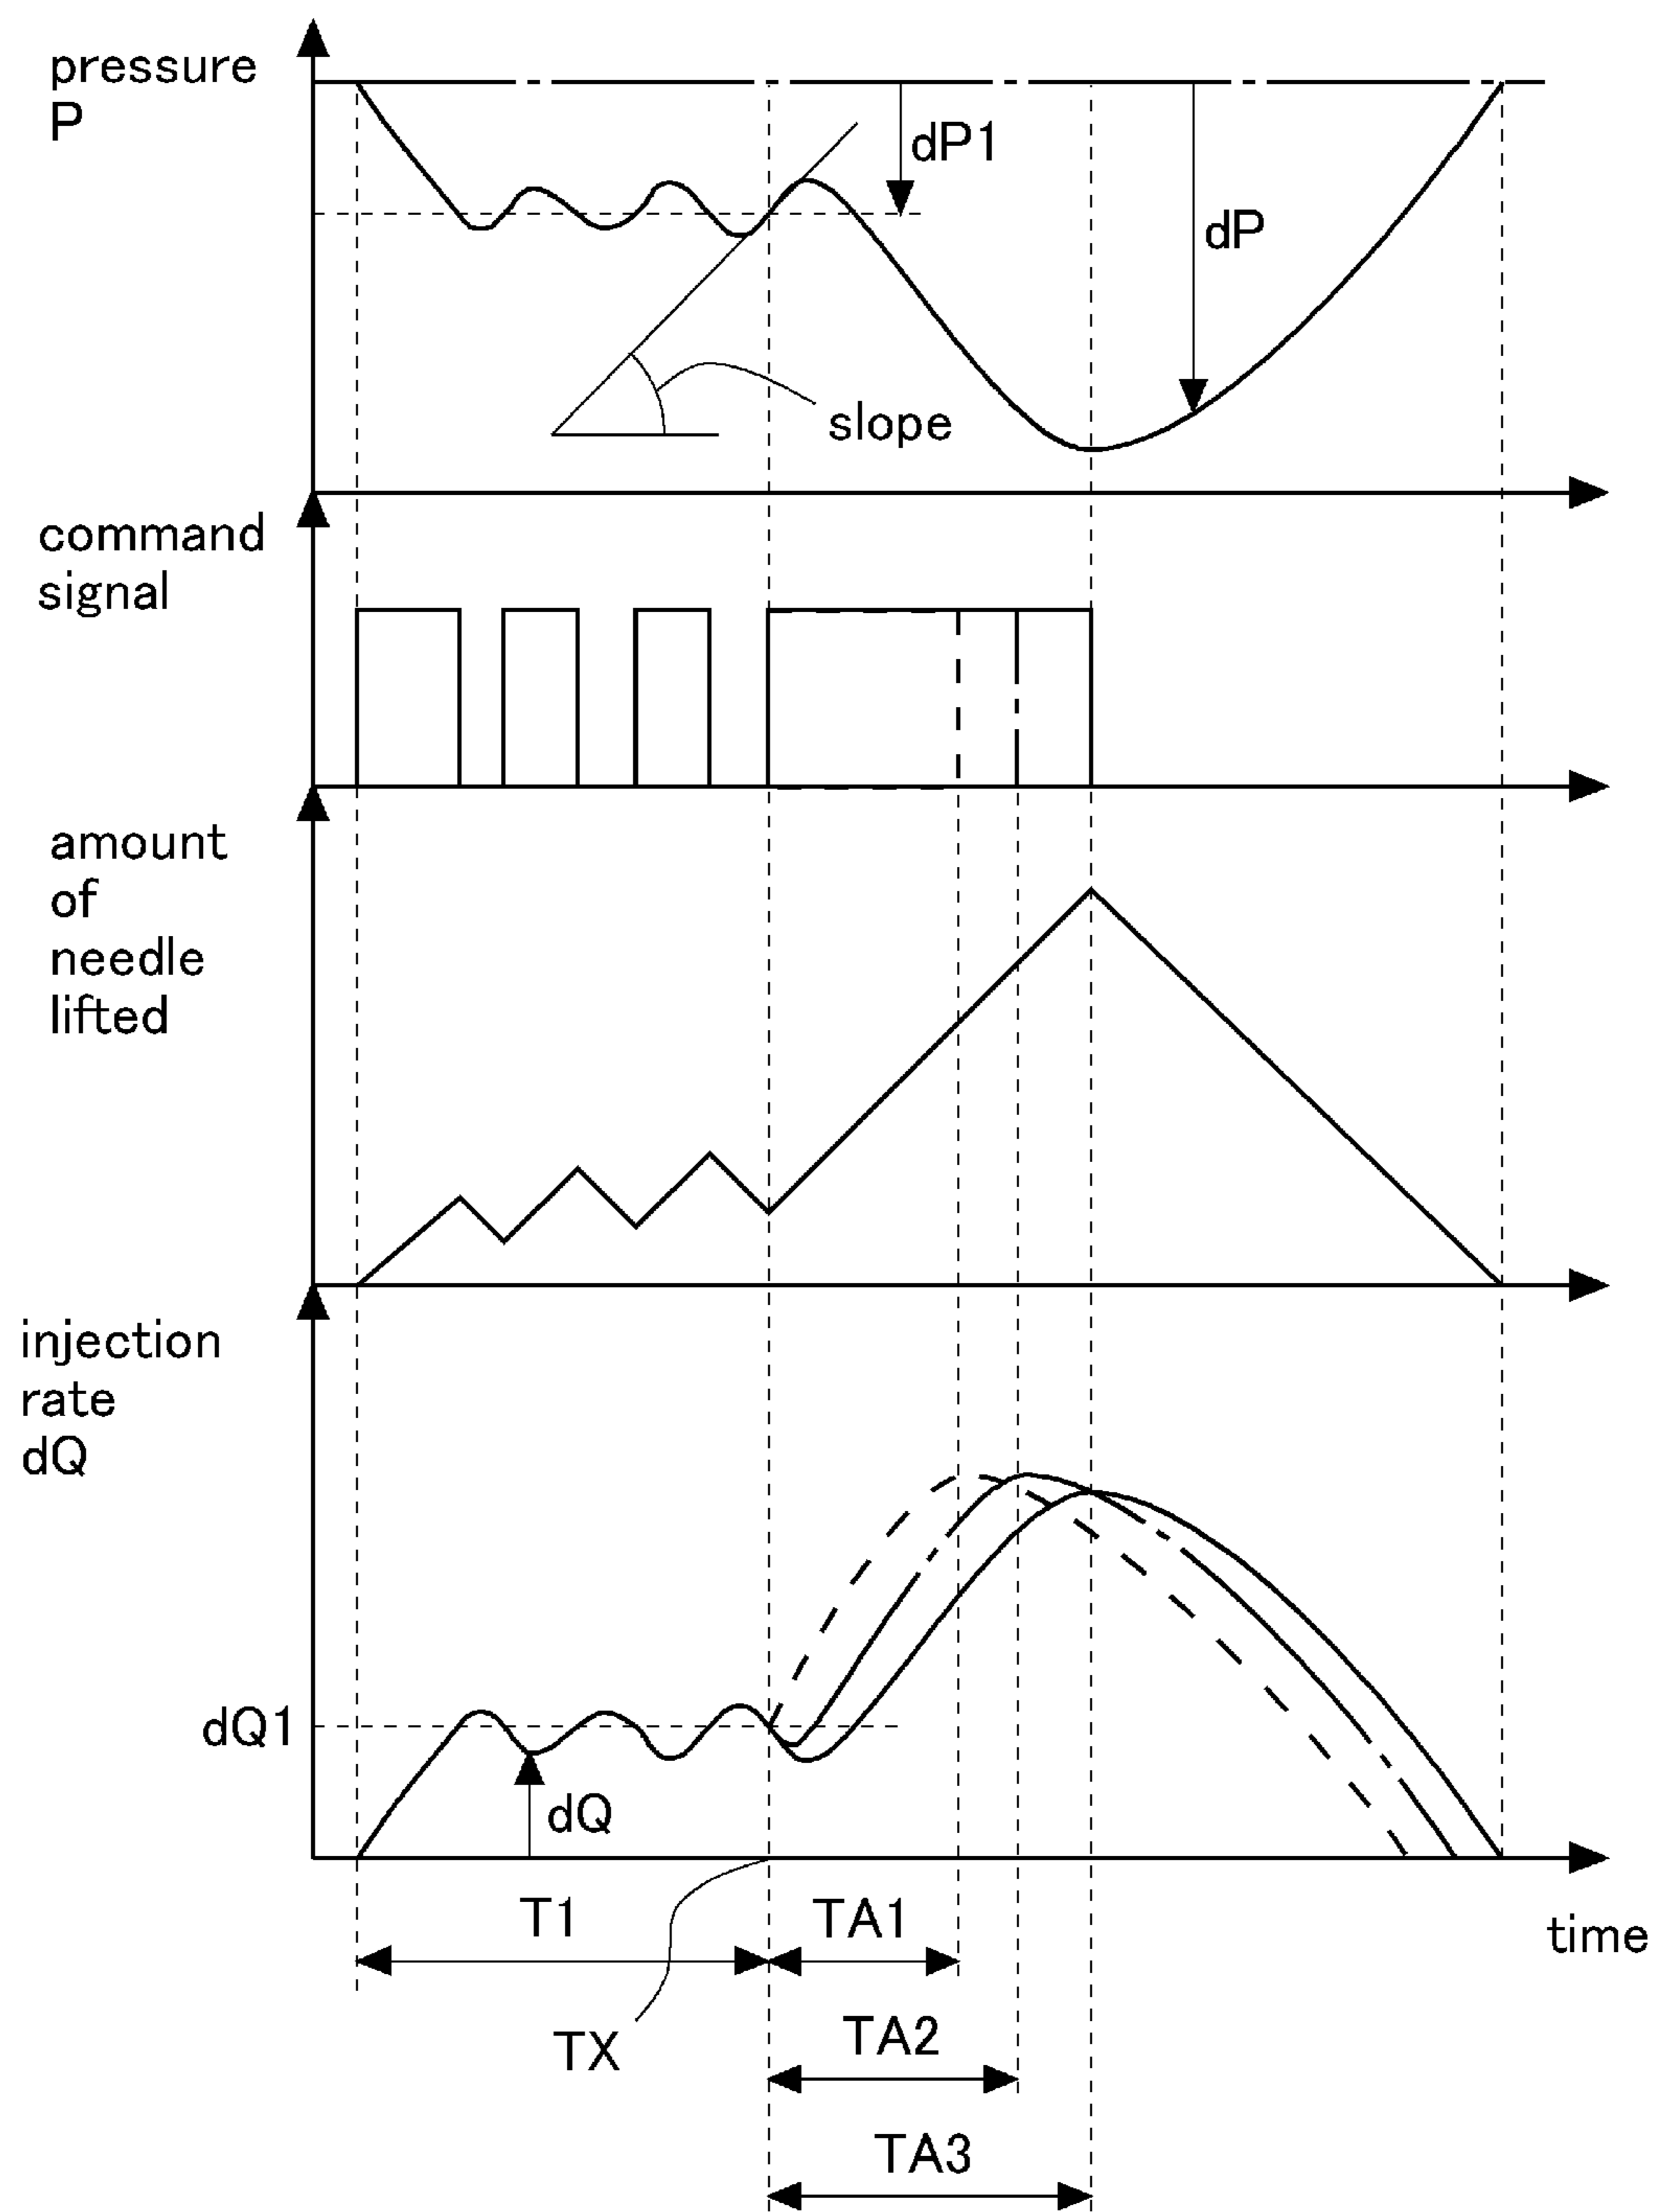 pressure
P
dP1
dP
slope
command
signal
amount
of
needle
lifted
injection
rate
dQ
dQ1
dQ
T1
TA1
time
TX
TA2
TA3